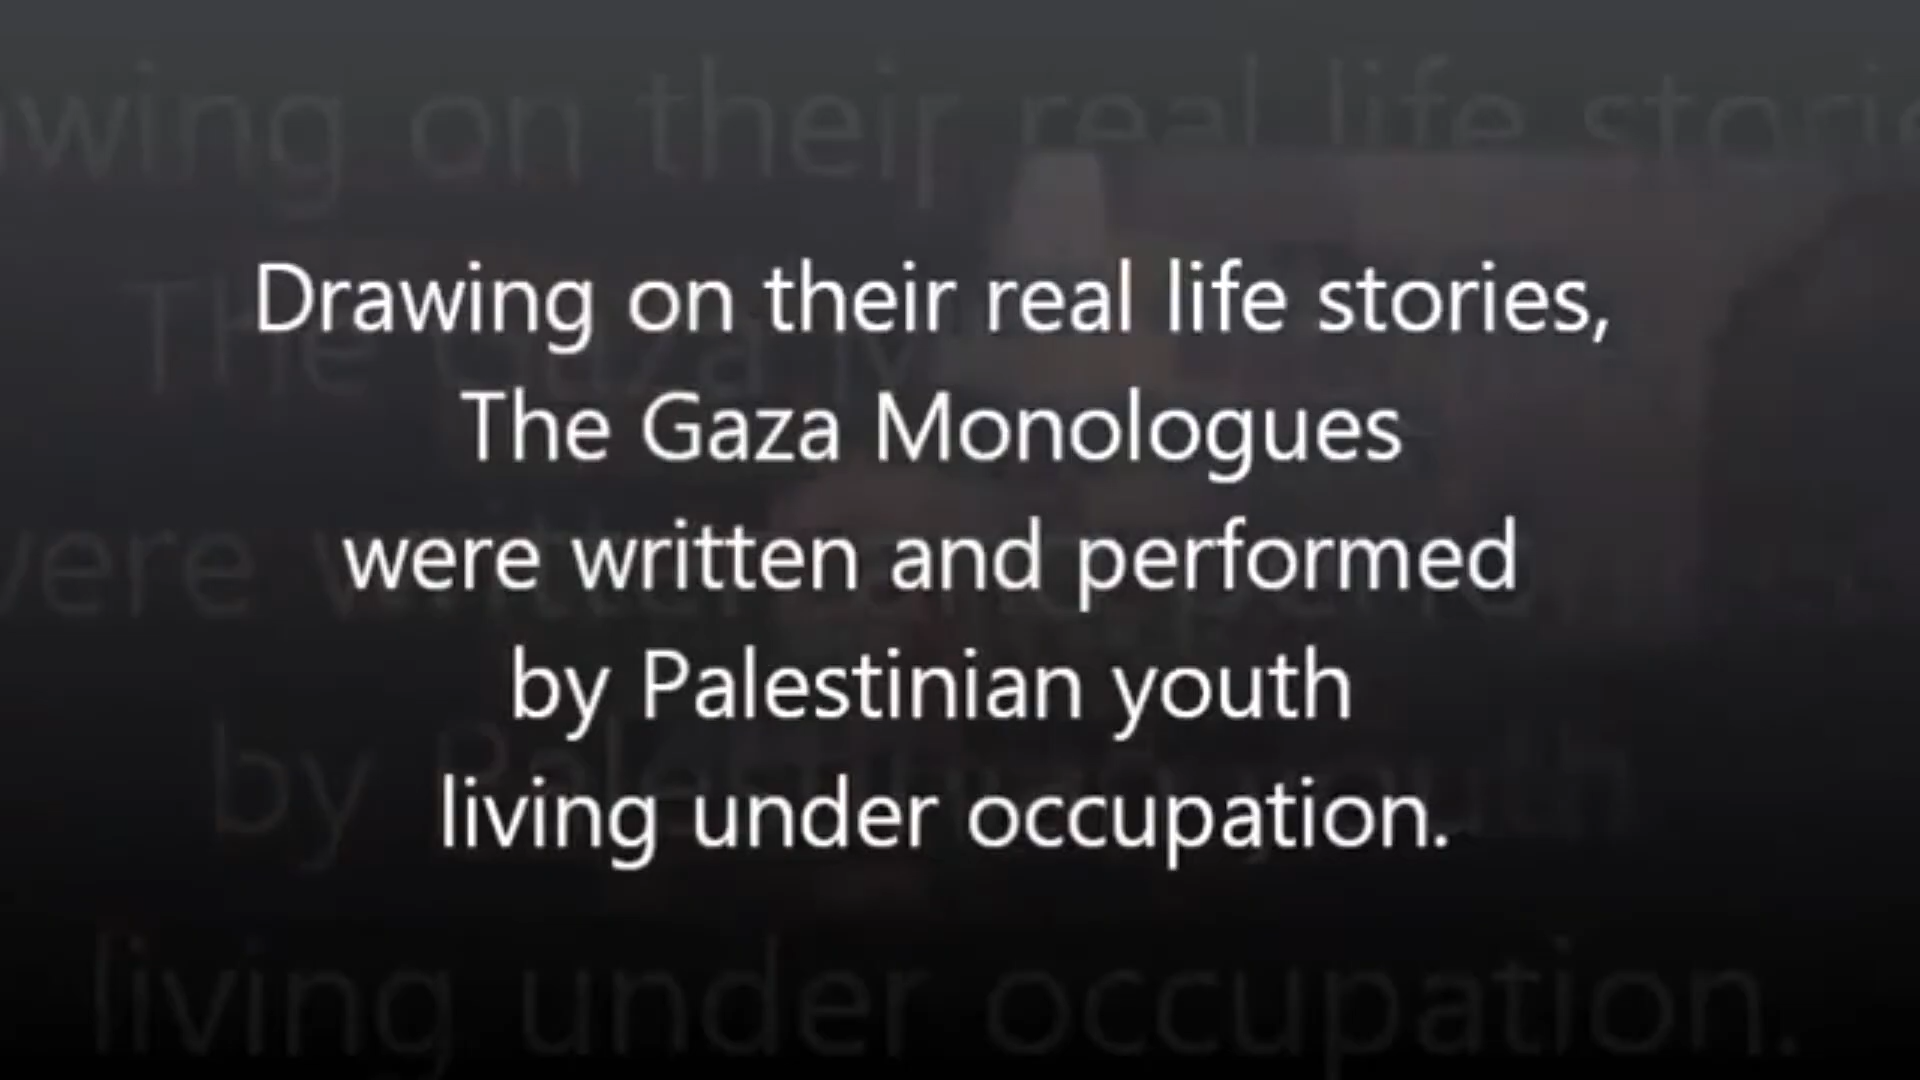 Drawing on their real life stories,
The Gaza Monologues
were written and performed
by Palestinian youth
living under occupation.